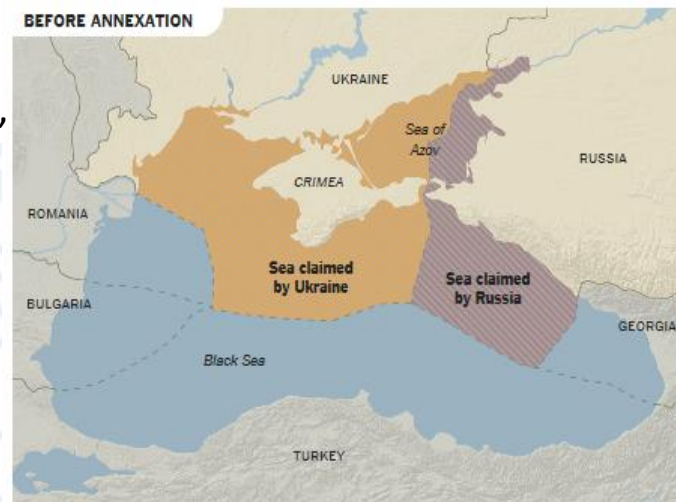 BEFORE ANNEXATION
,
UKRAINE
Sea of
Azov
RUSSIA
CRIMEA
ROMANIA
Sea claimed
by Ukraine
Sea claimed
by Russia
BULGARIA
GEORGIA
Black Sea
TURKEY